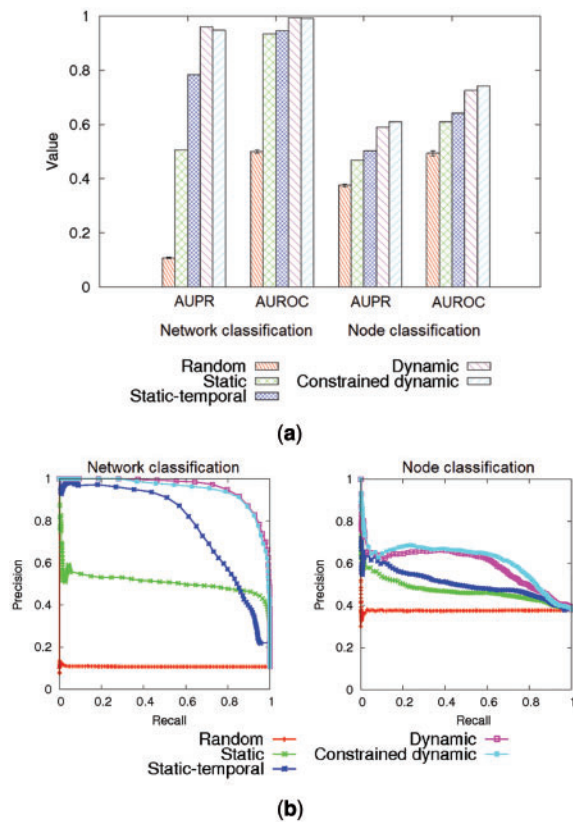 1
0.8
0.6
0.4
0.2
0
Value
AUPR AUROC AUPR AUROC
Network classification Node classification
Random
Static
Static-temporal
Dynamic
Constrained dynamic
(a)
Network classification
1
0.8
0.6
0.4
0.2
0
Precision
0 0.2 0.4 0.6 0.8 1
Recall
Node classification
1
0.8
0.6
0.4
0.2
0
Precision
0 0.2 0.4 0.6 0.8 1
Recall
Random
Static
Static-temporal
Dynamic
Constrained dynamic
(b)